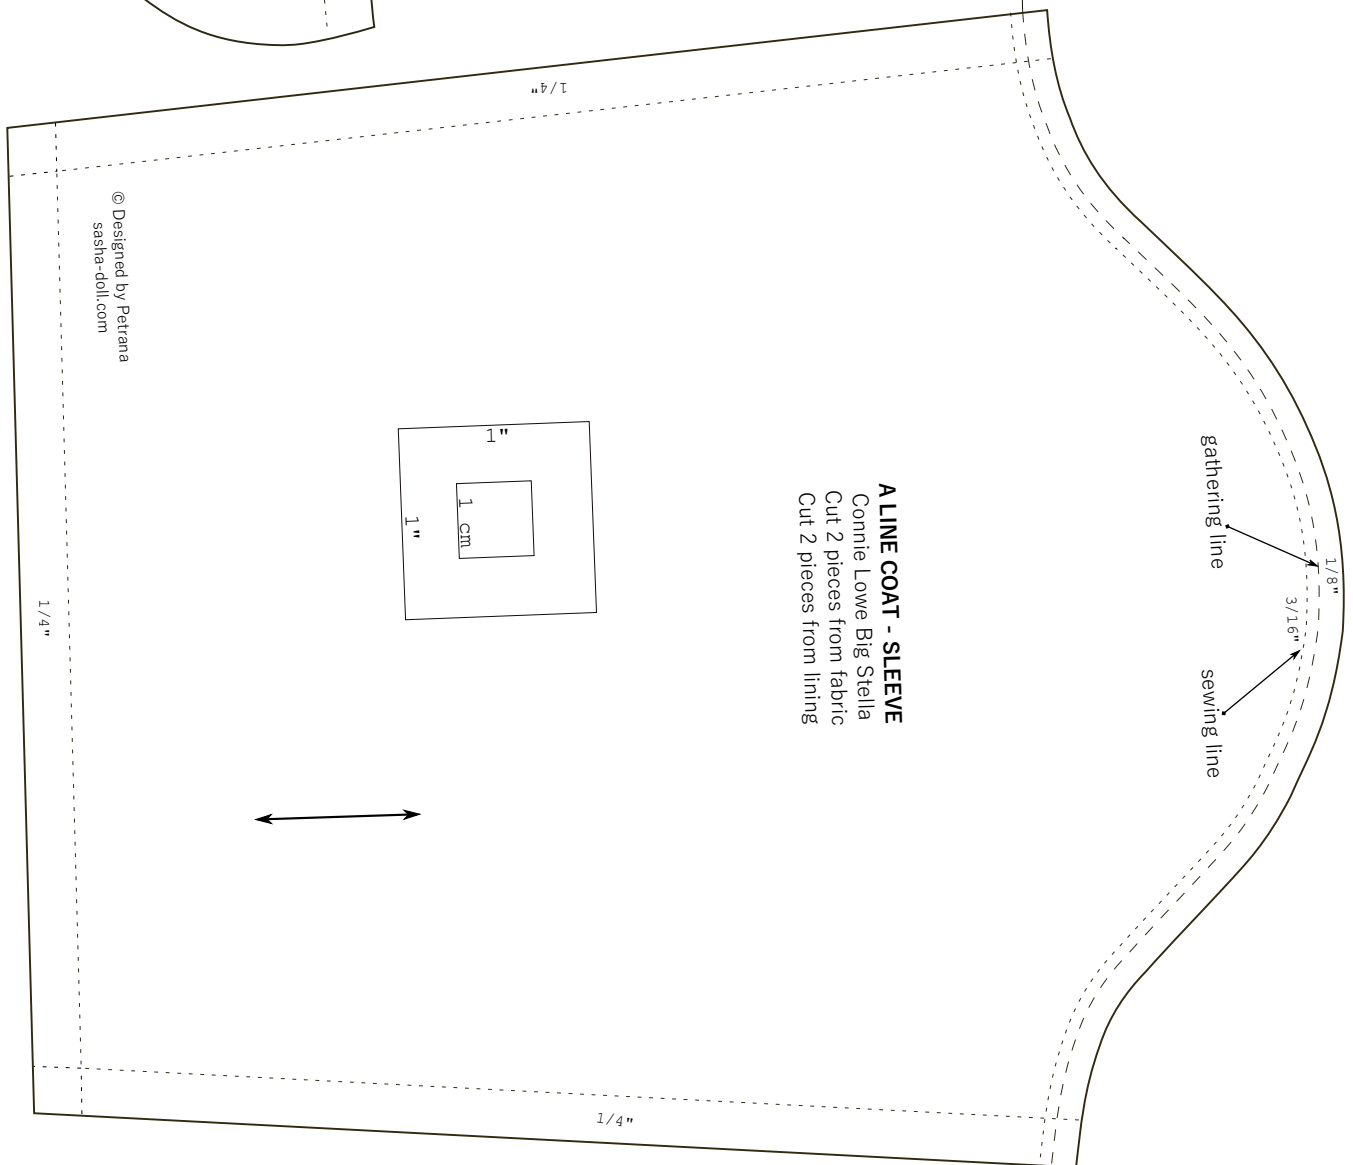 1/4"
© Designed by Petrana
sasha-doll.com
1"
1"
1 cm
A LINE COAT - SLEEVE
Connie Lowe Big Stella
Cut 2 pieces from fabric
Cut 2 pieces from lining
gathering line
1/8"
3/16"
sewing line
1/4"
1/4"